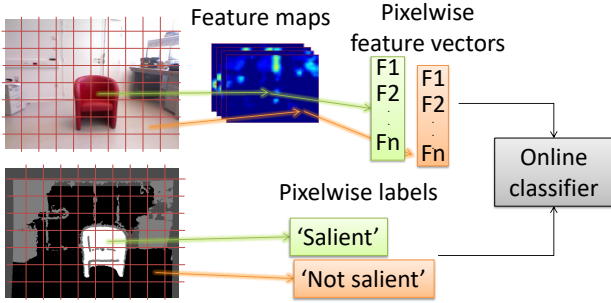 Feature maps
Pixelwise
feature vectors
F1
F2
.
.
Fn
F1
F2
.
.
Fn
Online
classifier
Pixelwise labels
‘Salient’
‘Not salient’